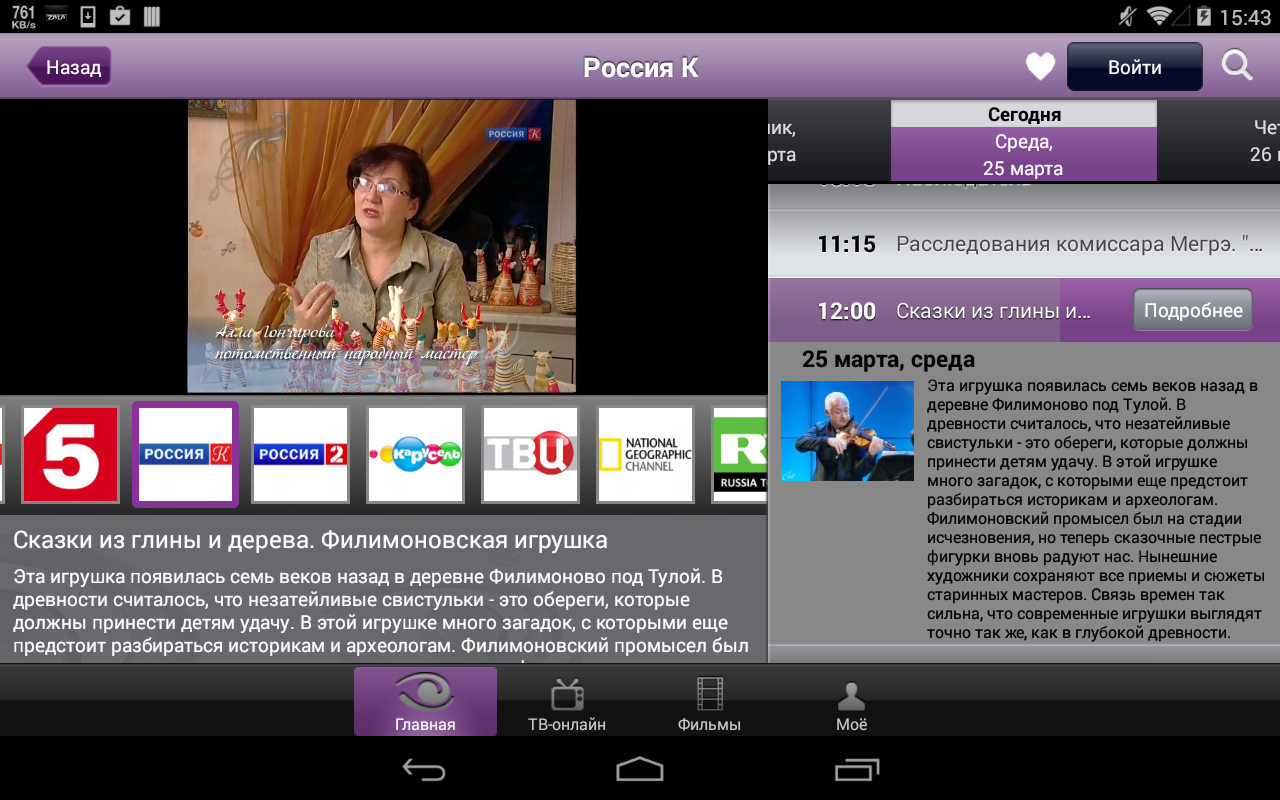 761
KB/s
ZALA
15:43
Назад
Россия К
Войти
РОССИЯ К
Алла Гончарова
потомственный народный мастер
ик,
рта
Сегодня
Среда,
25 марта
Чет
26 м
11:15 Расследования комиссара Мегрэ. "...
12:00 Сказки из глины и... Подробнее
25 марта, среда
Эта игрушка появилась семь веков назад в
деревне Филимоново под Тулой. В
древности считалось, что незатейливые
свистульки - это обереги, которые должны
принести детям удачу. В этой игрушке
много загадок, с которыми еще предстоит
разбираться историкам и археологам.
Филимоновский промысел был на стадии
исчезновения, но теперь сказочные пестрые
фигурки вновь радуют нас. Нынешние
художники сохраняют все приемы и сюжеты
старинных мастеров. Связь времен так
сильна, что современные игрушки выглядят
точно так же, как в глубокой древности.
5
РОССИЯ К
РОССИЯ 2
Карусель
ТВЦ
NATIONAL
GEOGRAPHIC
CHANNEL
R
RUSSIA T
Сказки из глины и дерева. Филимоновская игрушка
Эта игрушка появилась семь веков назад в деревне Филимоново под Тулой. В
древности считалось, что незатейливые свистульки - это обереги, которые
должны принести детям удачу. В этой игрушке много загадок, с которыми еще
предстоит разбираться историкам и археологам. Филимоновский промысел был
Главная
ТВ-онлайн
Фильмы
Моё